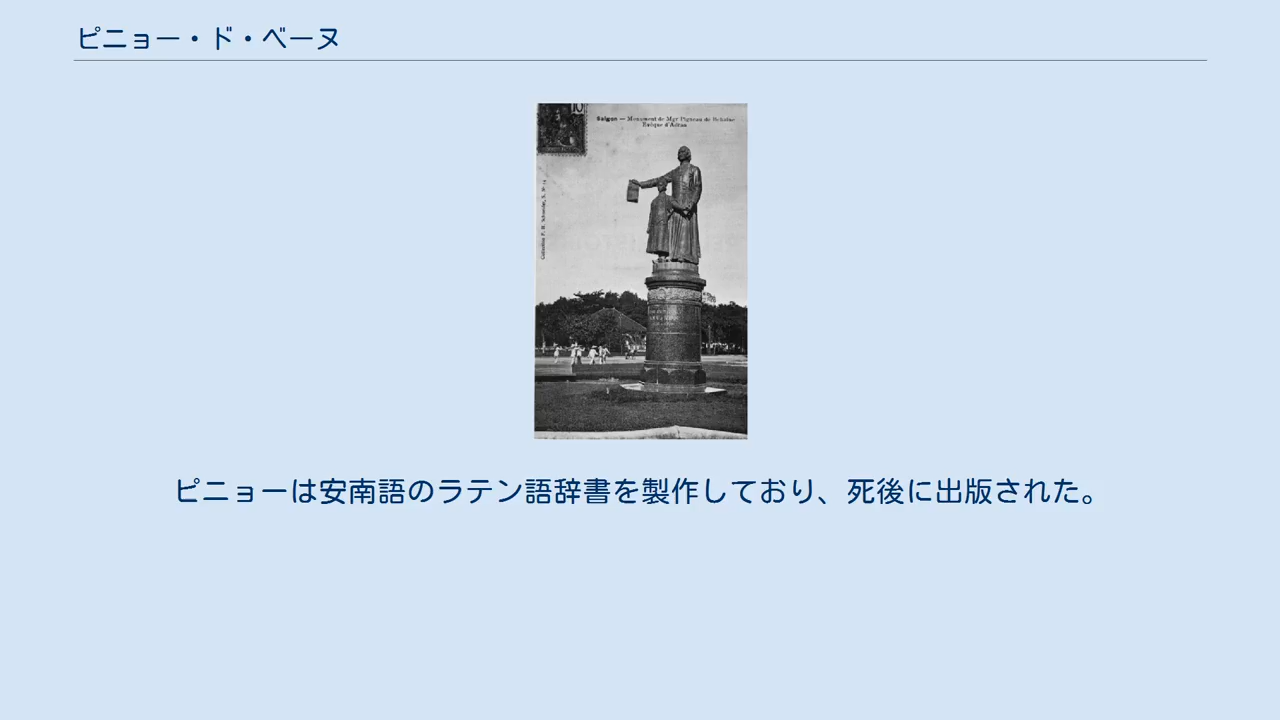 ピニョー・ド・ベーヌ
Saigon — Monument de Mgr Pigneau de Behaine
Evêque d'Adran
ピニョーは安南語のラテン語辞書を製作しており、死後に出版された。